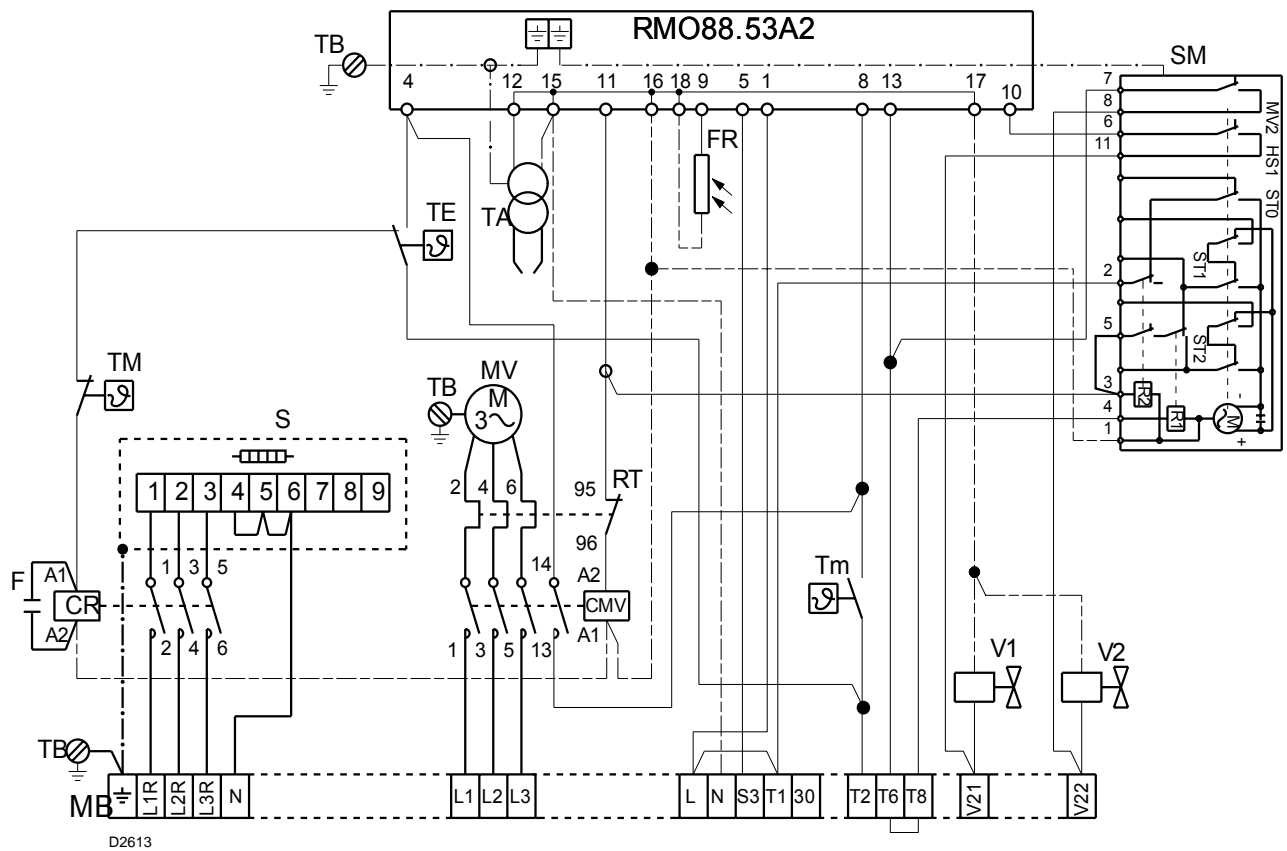 RMO88.53A2
TB
4 12 15 11 16 18 9 5 1 8 13 17 10
SM
7
8
6
11
2
5
3
4
1
MV2 HS1 ST0
ST1
ST2
R2
R1
M
-
+
FR
TA
TE
ϑ
TM
ϑ
TB
MV
M
3~
S
1 2 3 4 5 6 7 8 9
2 4 6
95
RT
96
F
A1
CR
A2
1 3 5
2 4 6
14
A2
CMV
A1
1 3 5 13
Tm
ϑ
V1
V2
TB
MB
L1R L2R L3R N
L1 L2 L3
L N S3 T1 30
T2 T6 T8
V21
V22
D2613